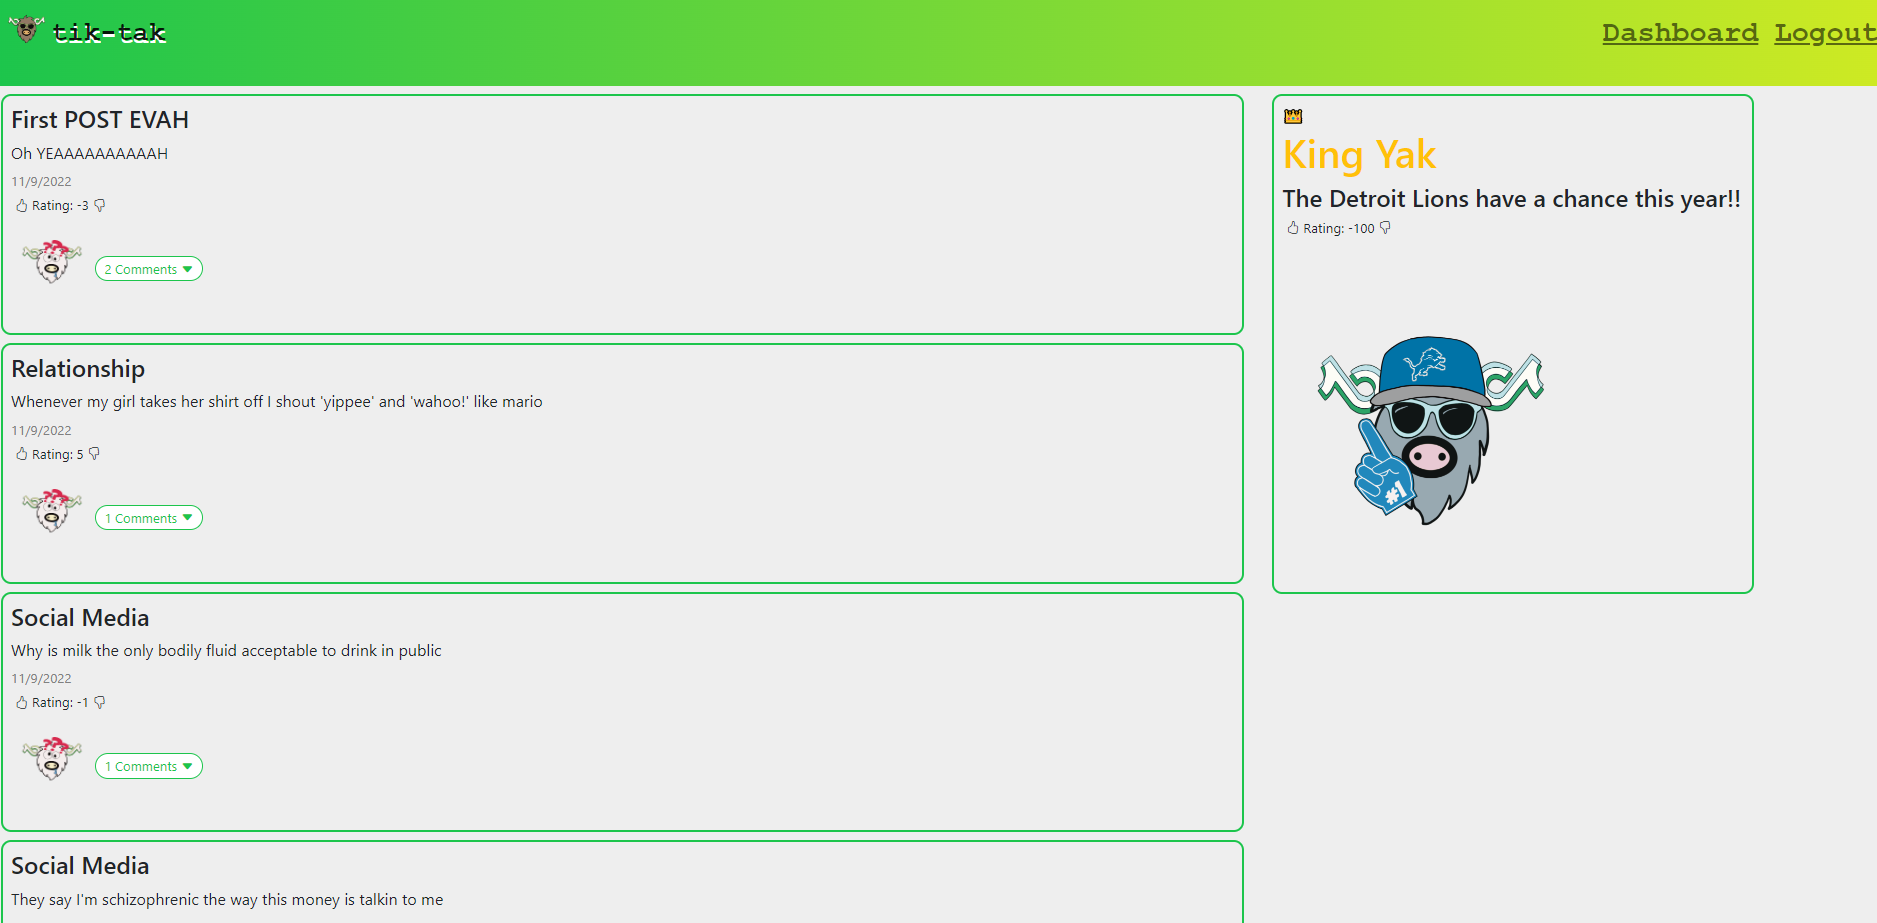 tik-tak
Dashboard Logout
First POST EVAH
Oh YEAAAAAAAAAAH
11/9/2022
Rating: -3
2 Comments
Relationship
Whenever my girl takes her shirt off I shout 'yippee' and 'wahoo!' like mario
11/9/2022
Rating: 5
1 Comments
Social Media
Why is milk the only bodily fluid acceptable to drink in public
11/9/2022
Rating: -1
1 Comments
Social Media
They say I'm schizophrenic the way this money is talkin to me
King Yak
The Detroit Lions have a chance this year!!
Rating: -100
#1